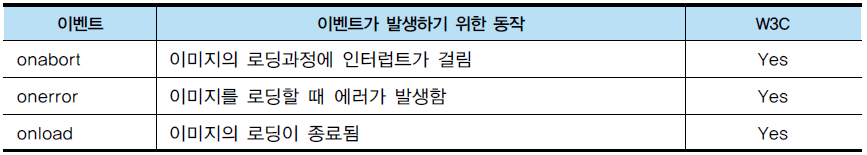 이벤트 이벤트가 발생하기 위한 동작 W3C
onabort 이미지의 로딩과정에 인터럽트가 걸림 Yes
onerror 이미지를 로딩할 때 에러가 발생함 Yes
onload 이미지의 로딩이 종료됨 Yes